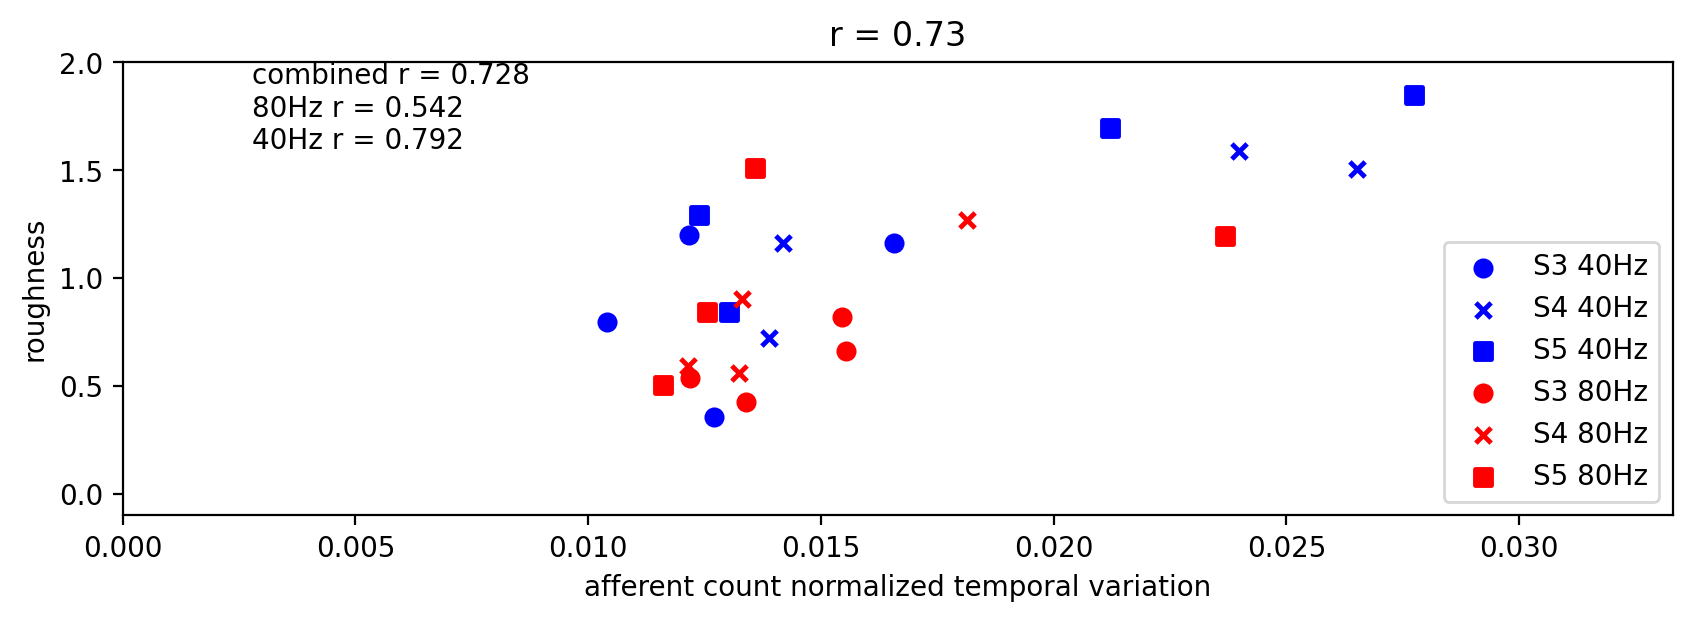 r = 0.73
combined r = 0.728
80Hz r = 0.542
40Hz r = 0.792
2.0
1.5
1.0
0.5
0.0
roughness
S3 40Hz
S4 40Hz
S5 40Hz
S3 80Hz
S4 80Hz
S5 80Hz
0.000 0.005 0.010 0.015 0.020 0.025 0.030
afferent count normalized temporal variation